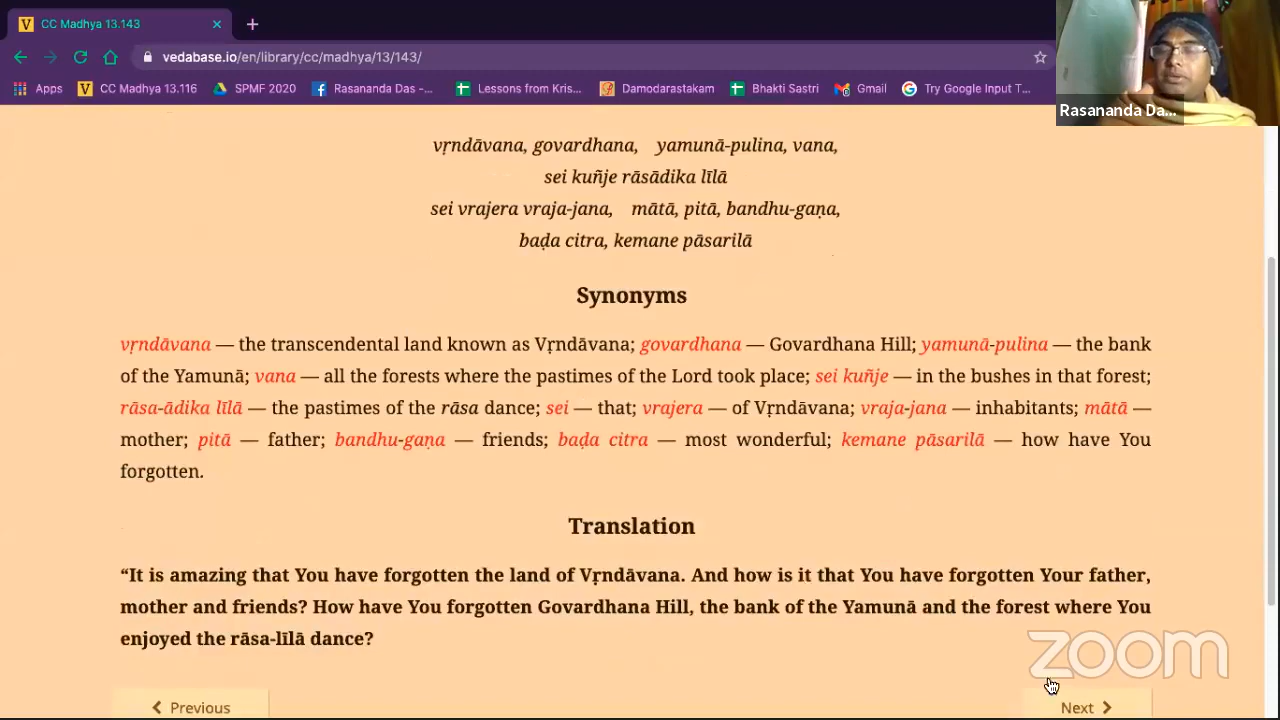 CC Madhya 13.143
vedabase.io/en/library/cc/madhya/13/143/
Apps CC Madhya 13.116 SPMF 2020 Rasananda Das - Lessons from Kris... Damodarastakam Bhakti Sastri Gmail Try Google Input T...
Rasananda Da...
vṛndāvana, govardhana, yamunā-pulina, vana,
sei kuñje rāsādika līlā
sei vrajera vraja-jana, mātā, pitā, bandhu-gaṇa,
baḍa citra, kemane pāsarilā
Synonyms
vṛndāvana — the transcendental land known as Vṛndāvana; govardhana — Govardhana Hill; yamunā-pulina — the bank
of the Yamunā; vana — all the forests where the pastimes of the Lord took place; sei kuñje — in the bushes in that forest;
rāsa-ādika līlā — the pastimes of the rāsa dance; sei — that; vrajera — of Vṛndāvana; vraja-jana — inhabitants; mātā —
mother; pitā — father; bandhu-gaṇa — friends; baḍa citra — most wonderful; kemane pāsarilā — how have You
forgotten.
Translation
“It is amazing that You have forgotten the land of Vṛndāvana. And how is it that You have forgotten Your father,
mother and friends? How have You forgotten Govardhana Hill, the bank of the Yamunā and the forest where You
enjoyed the rāsa-līlā dance?
zoom
Previous
Next